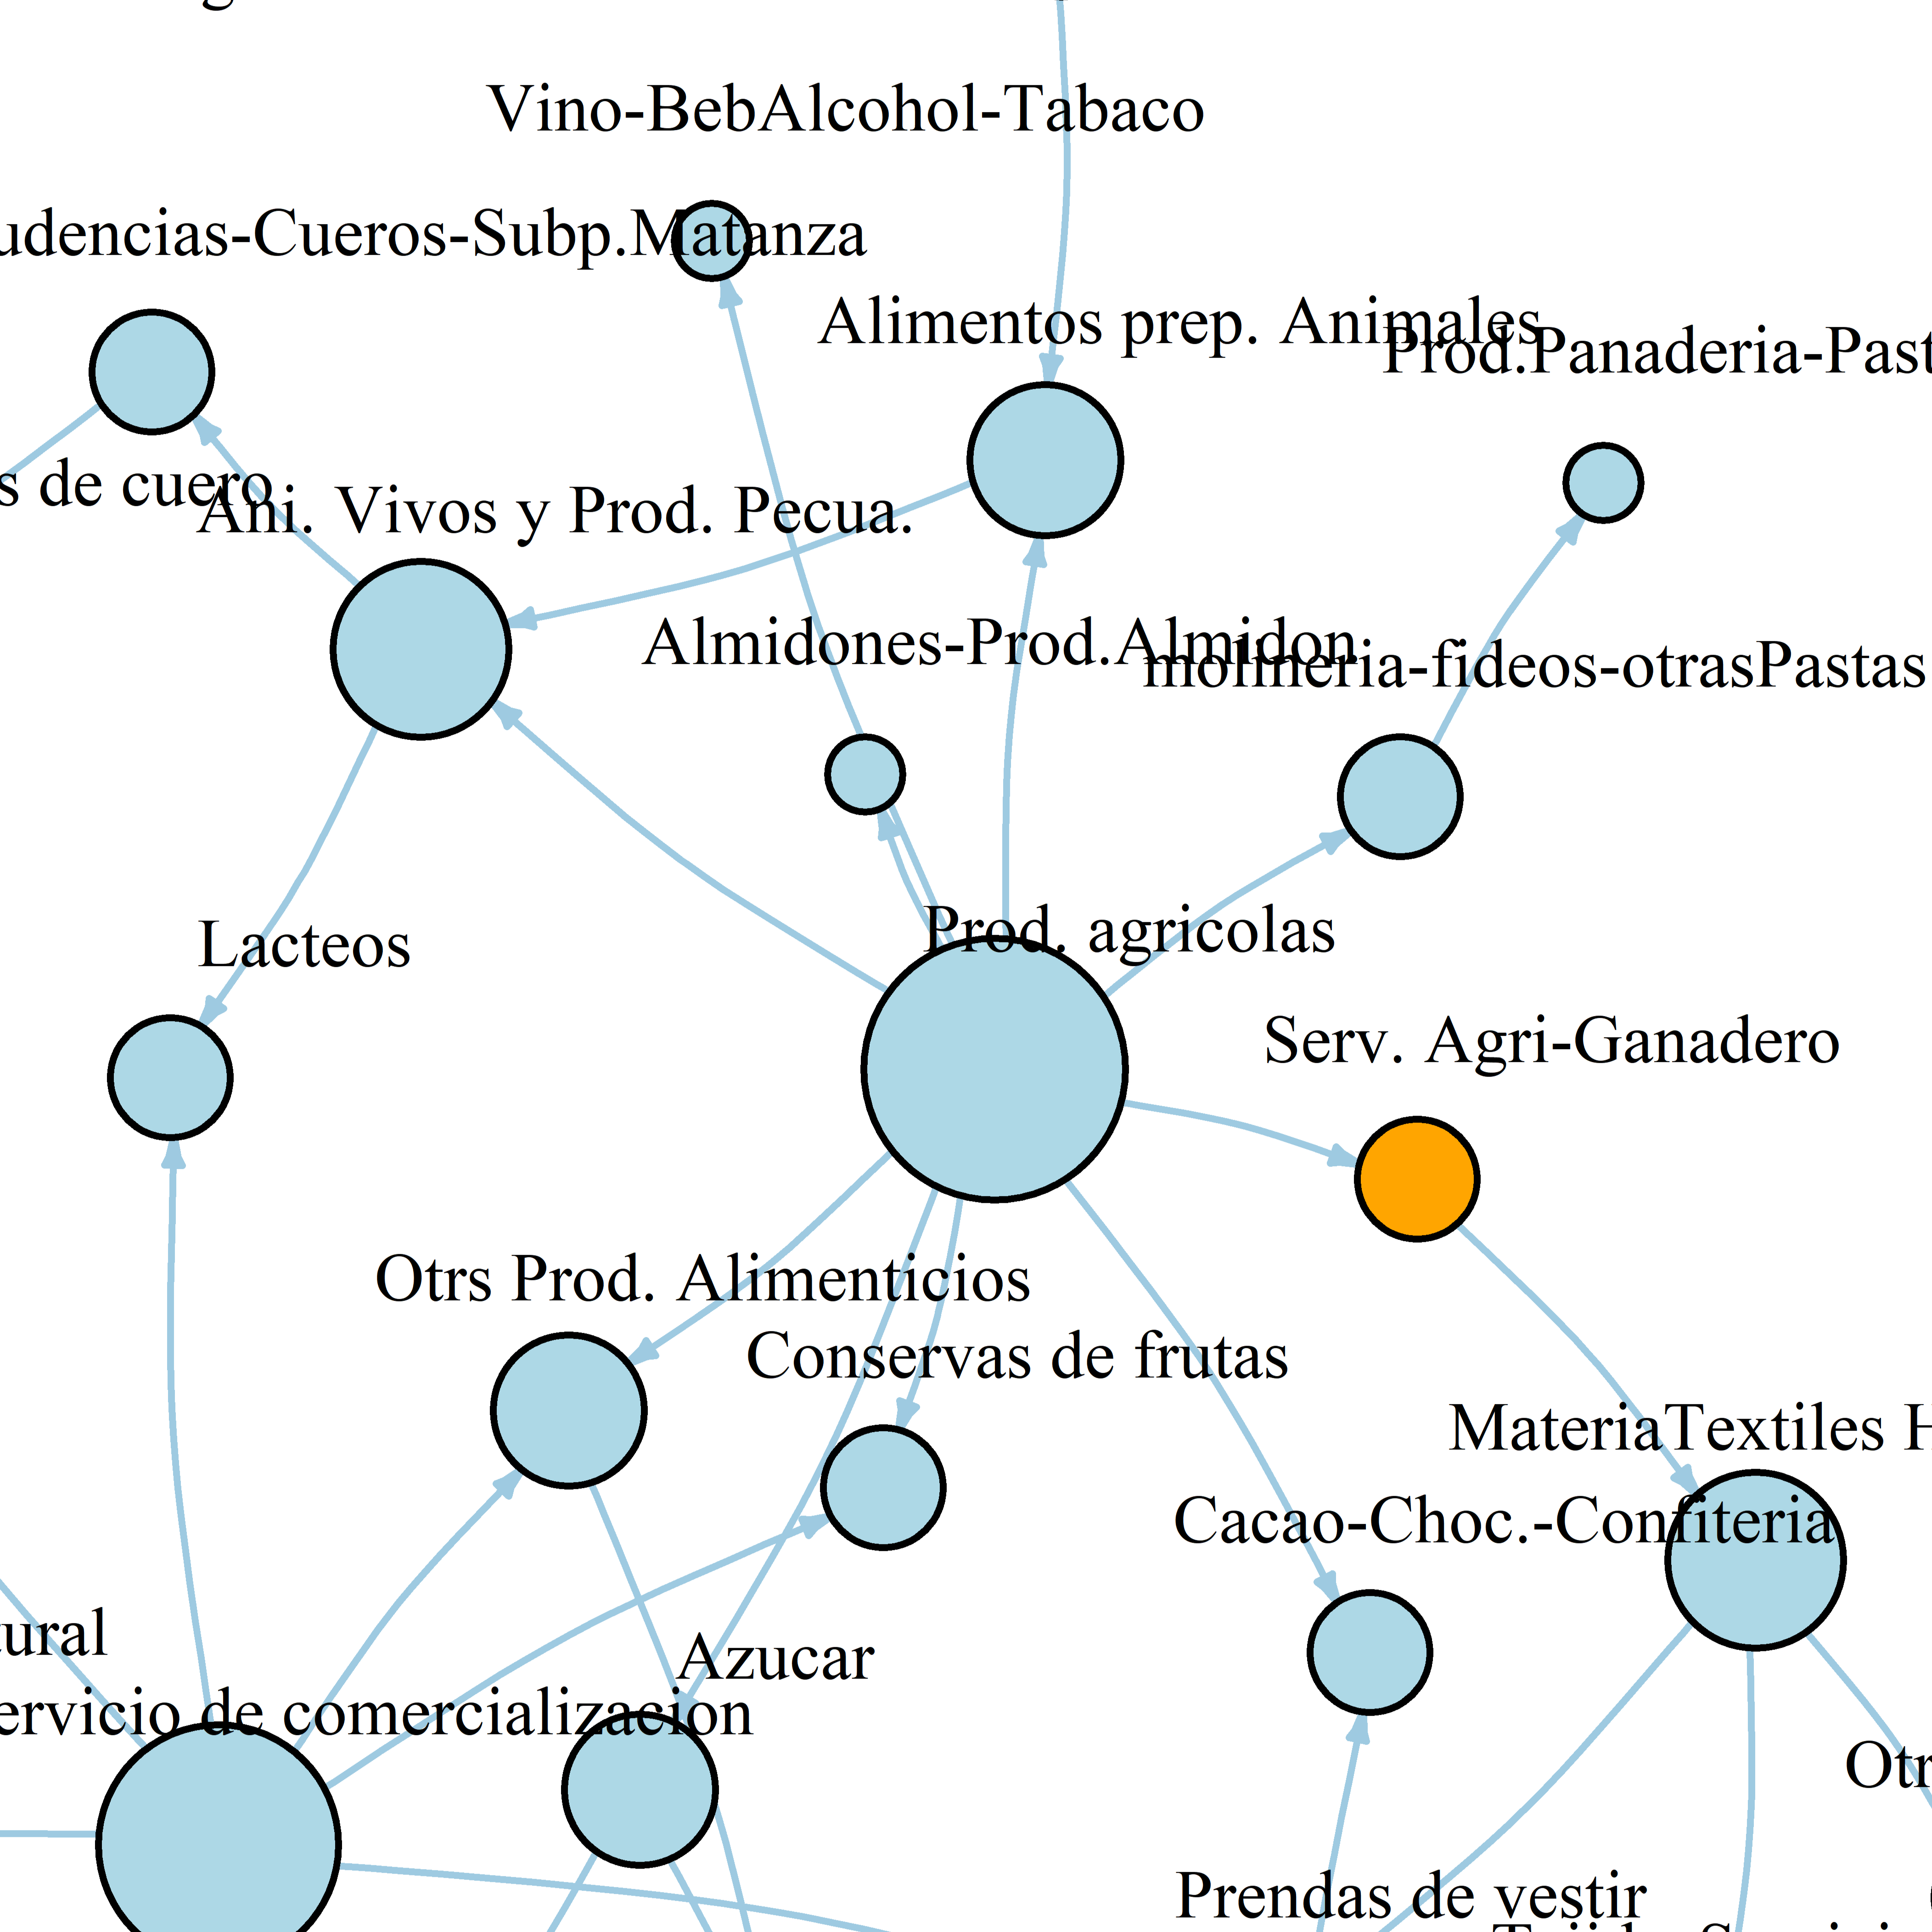 Vino-BebAlcohol-Tabaco
udencias-Cueros-Subp.Matanza
Alimentos prep. Animales
Prod.Panaderia-Past
s de cuero
Ani. Vivos y Prod. Pecua.
Almidones-Prod.Almidon
molineria-fideos-otrasPastas
Prod. agricolas
Lacteos
Serv. Agri-Ganadero
Otrs Prod. Alimenticios
Conservas de frutas
MateriaTextiles H
Cacao-Choc.-Confiteria
tural
Azucar
ervicio de comercializacion
Otr
Prendas de vestir